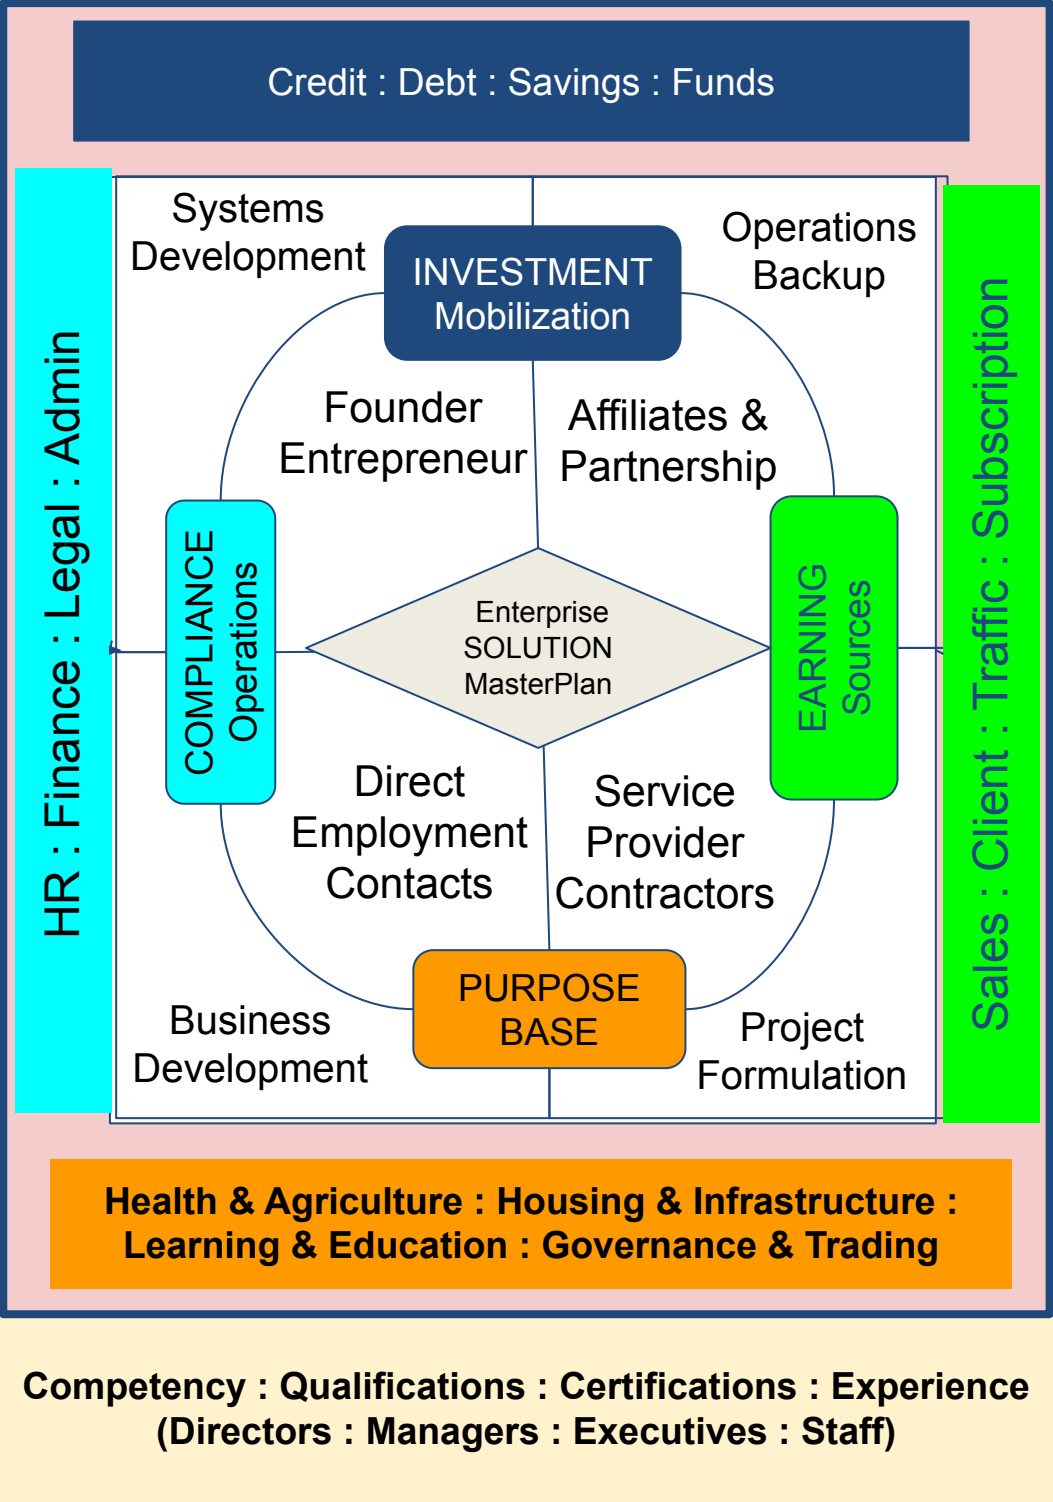 Credit : Debt : Savings : Funds
Systems
Development
Operations
Backup
INVESTMENT
Mobilization
HR : Finance : Legal : Admin
Founder
Entrepreneur
Affiliates &
Partnership
Sales : Client : Traffic : Subscription
COMPLIANCE
Operations
Enterprise
SOLUTION
MasterPlan
EARNING
Sources
Direct
Employment
Contacts
Service
Provider
Contractors
Business
Development
PURPOSE
BASE
Project
Formulation
Health & Agriculture : Housing & Infrastructure :
Learning & Education : Governance & Trading
Competency : Qualifications : Certifications : Experience
(Directors : Managers : Executives : Staff)